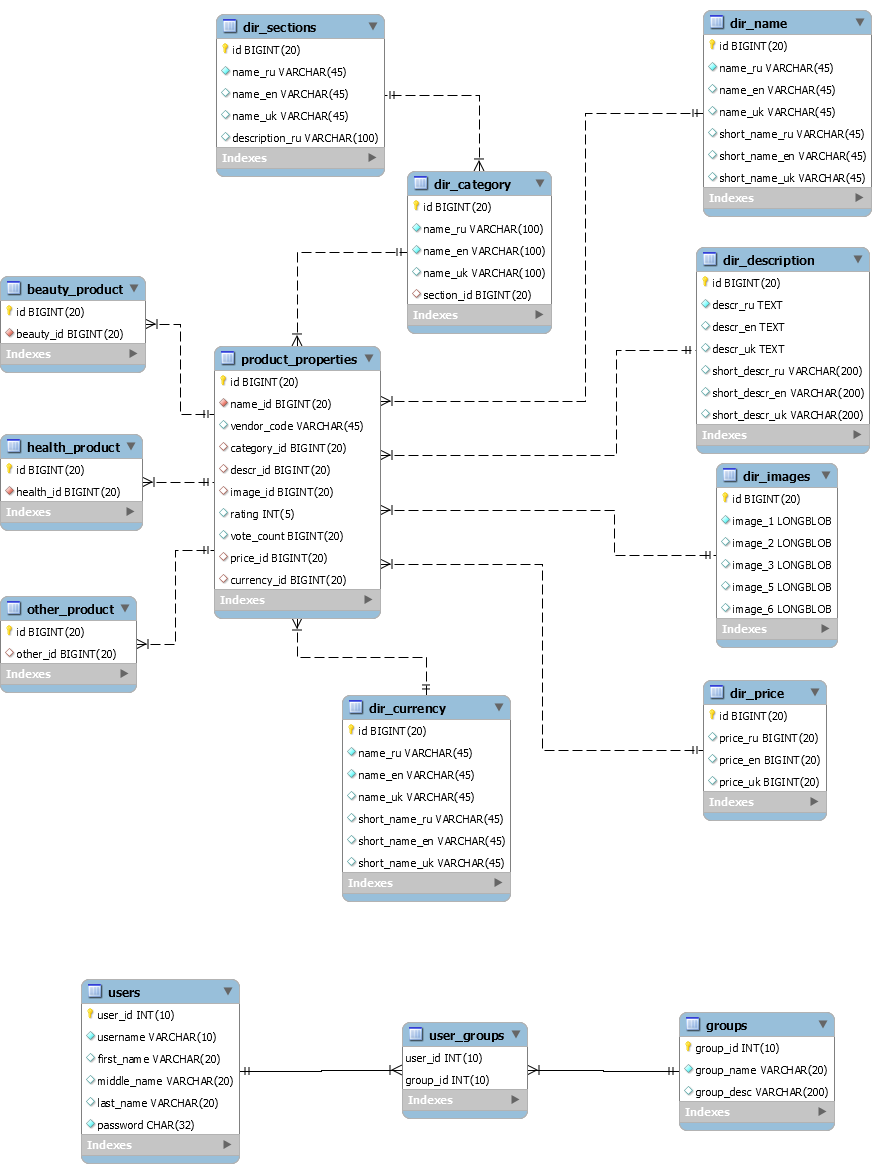 dir_sections
id BIGINT(20)
name_ru VARCHAR(45)
name_en VARCHAR(45)
name_uk VARCHAR(45)
description_ru VARCHAR(100)
Indexes
dir_name
id BIGINT(20)
name_ru VARCHAR(45)
name_en VARCHAR(45)
name_uk VARCHAR(45)
short_name_ru VARCHAR(45)
short_name_en VARCHAR(45)
short_name_uk VARCHAR(45)
Indexes
dir_category
id BIGINT(20)
name_ru VARCHAR(100)
name_en VARCHAR(100)
name_uk VARCHAR(100)
section_id BIGINT(20)
Indexes
dir_description
id BIGINT(20)
descr_ru TEXT
descr_en TEXT
descr_uk TEXT
short_descr_ru VARCHAR(200)
short_descr_en VARCHAR(200)
short_descr_uk VARCHAR(200)
Indexes
beauty_product
id BIGINT(20)
beauty_id BIGINT(20)
Indexes
product_properties
id BIGINT(20)
name_id BIGINT(20)
vendor_code VARCHAR(45)
category_id BIGINT(20)
descr_id BIGINT(20)
image_id BIGINT(20)
rating INT(5)
vote_count BIGINT(20)
price_id BIGINT(20)
currency_id BIGINT(20)
Indexes
health_product
id BIGINT(20)
health_id BIGINT(20)
Indexes
dir_images
id BIGINT(20)
image_1 LONGBLOB
image_2 LONGBLOB
image_3 LONGBLOB
image_5 LONGBLOB
image_6 LONGBLOB
Indexes
other_product
id BIGINT(20)
other_id BIGINT(20)
Indexes
dir_currency
id BIGINT(20)
name_ru VARCHAR(45)
name_en VARCHAR(45)
name_uk VARCHAR(45)
short_name_ru VARCHAR(45)
short_name_en VARCHAR(45)
short_name_uk VARCHAR(45)
Indexes
dir_price
id BIGINT(20)
price_ru BIGINT(20)
price_en BIGINT(20)
price_uk BIGINT(20)
Indexes
users
user_id INT(10)
username VARCHAR(10)
first_name VARCHAR(20)
middle_name VARCHAR(20)
last_name VARCHAR(20)
password CHAR(32)
Indexes
user_groups
user_id INT(10)
group_id INT(10)
Indexes
groups
group_id INT(10)
group_name VARCHAR(20)
group_desc VARCHAR(200)
Indexes